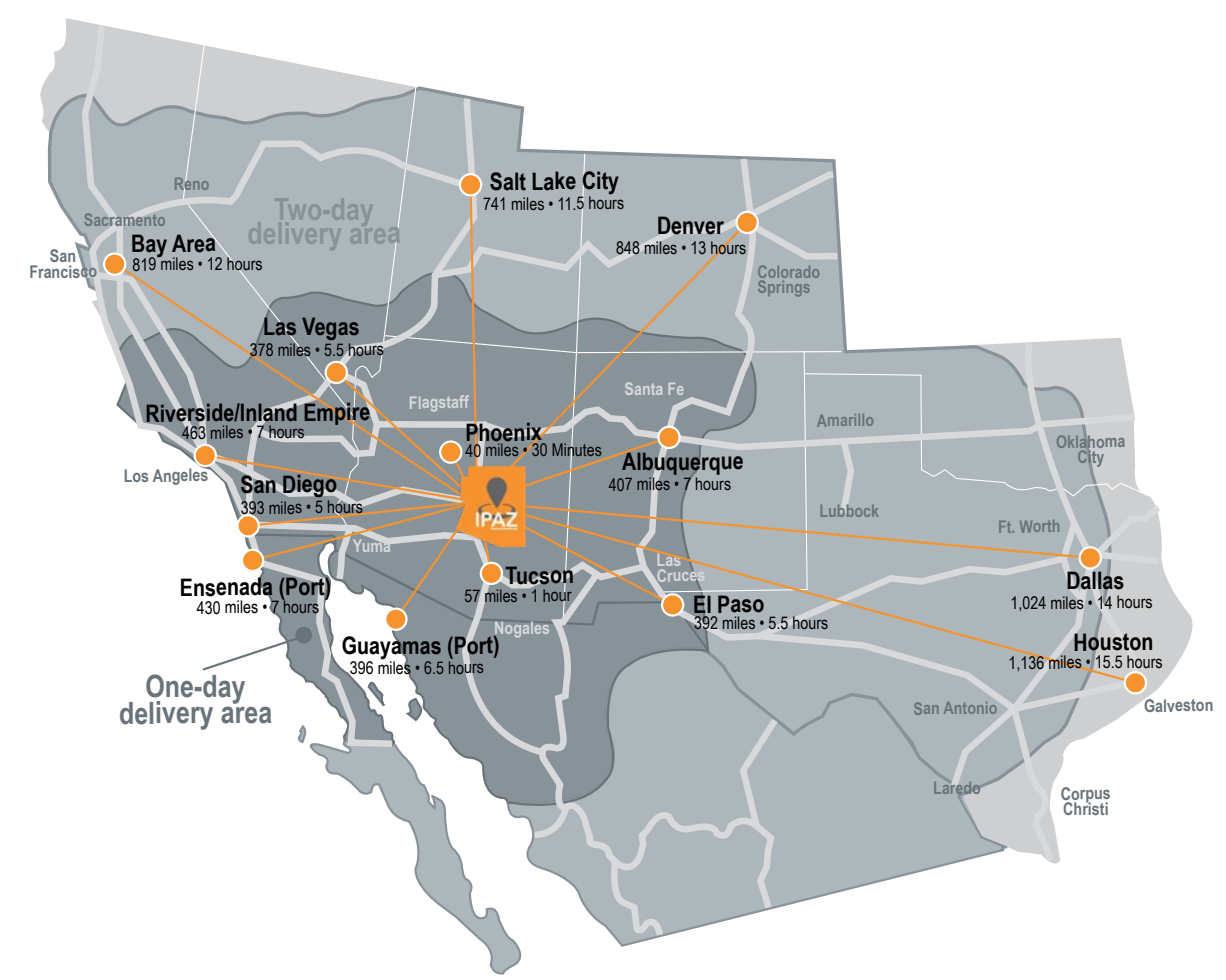 Salt Lake City
741 miles • 11.5 hours
Reno
Two-day
delivery area
Sacramento
Denver
848 miles • 13 hours
Bay Area
819 miles • 12 hours
San
Francisco
Colorado
Springs
Las Vegas
378 miles • 5.5 hours
Santa Fe
Flagstaff
Riverside/Inland Empire
463 miles • 7 hours
Amarillo
Phoenix
40 miles • 30 Minutes
Oklahoma
City
Los Angeles
Albuquerque
407 miles • 7 hours
San Diego
393 miles • 5 hours
IPAZ
Lubbock
Ft. Worth
Yuma
Las
Cruces
Ensenada (Port)
430 miles • 7 hours
Tucson
57 miles • 1 hour
Dallas
1,024 miles • 14 hours
El Paso
392 miles • 5.5 hours
Nogales
Guayamas (Port)
396 miles • 6.5 hours
Houston
1,136 miles • 15.5 hours
One-day
delivery area
San Antonio
Galveston
Laredo
Corpus
Christi